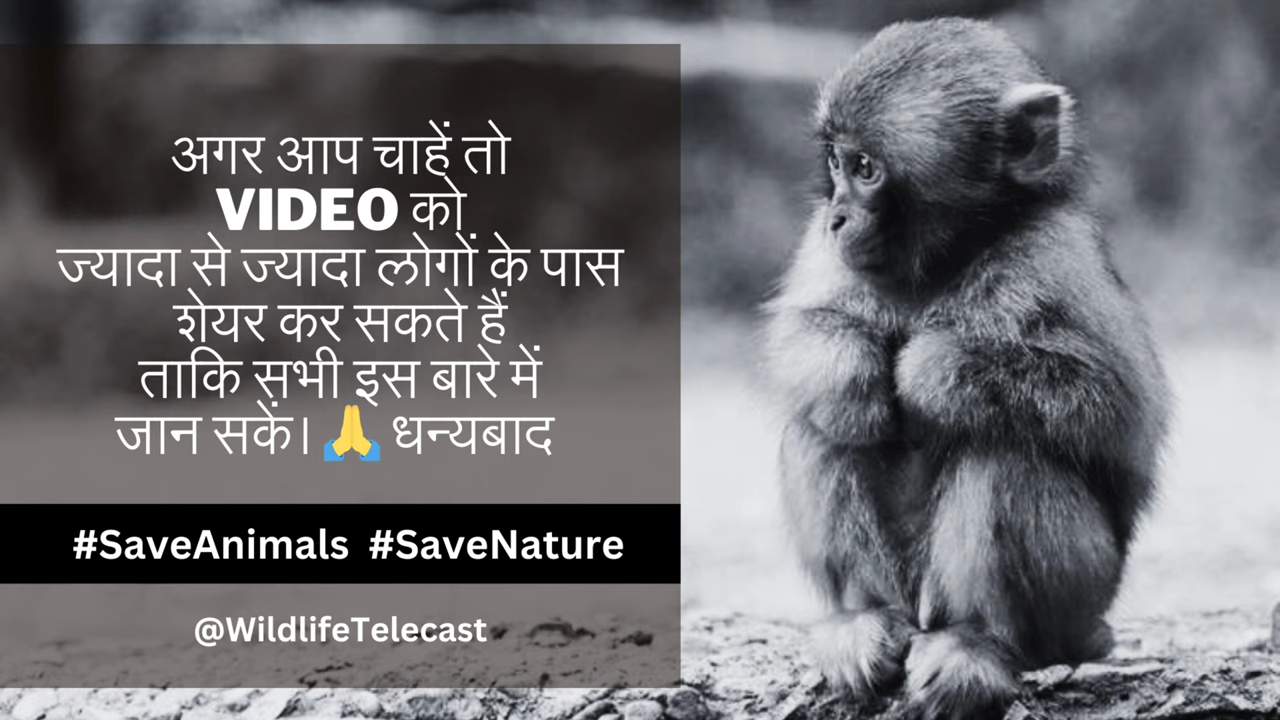 अगर आप चाहें तो
VIDEO को
ज्यादा से ज्यादा लोगों के पास
शेयर कर सकते हैं
ताकि सभी इस बारे में
जान सकें। 🙏 धन्यबाद
#SaveAnimals #SaveNature
@WildlifeTelecast